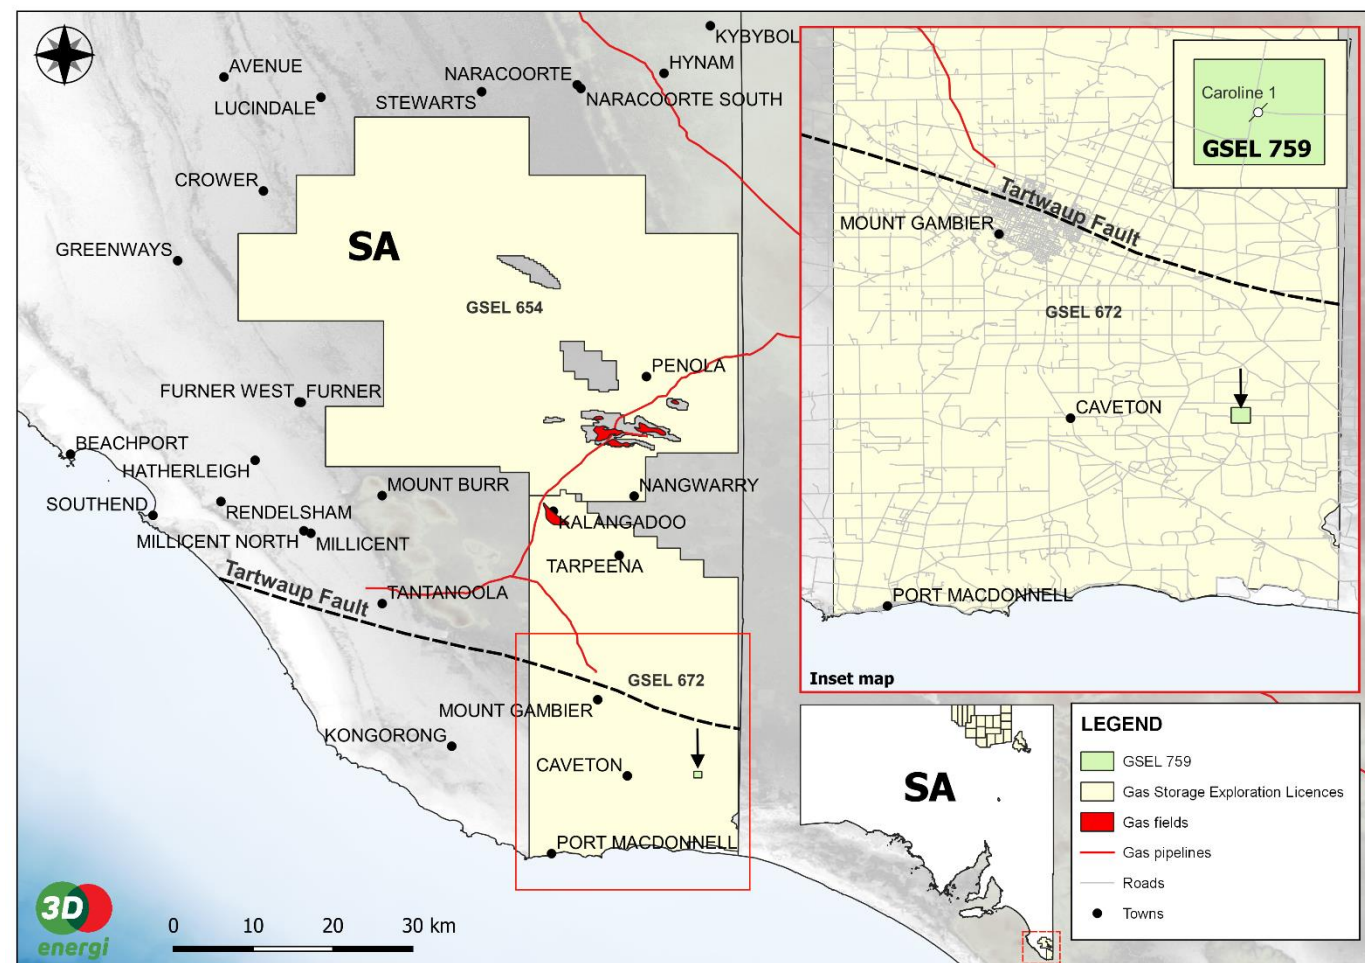 KYBYBOL
HYNAM
AVENUE
NARACOORTE
LUCINDALE
STEWARTS
NARACOORTE SOUTH
CROWER
SA
GREENWAYS
GSEL 654
PENOLA
FURNER WEST
FURNER
BEACHPORT
HATHERLEIGH
MOUNT BURR
NANGWARRY
SOUTHEND
RENDELSHAM
KALANGADOO
MILLICENT NORTH
MILLICENT
TARPEENA
Tartwaup Fault
TANTANOOLA
GSEL 672
MOUNT GAMBIER
KONGORONG
CAVETON
PORT MACDONNELL
3D
energi
0 10 20 30 km
Caroline 1
GSEL 759
Tartwaup Fault
MOUNT GAMBIER
GSEL 672
CAVETON
PORT MACDONNELL
Inset map
SA
LEGEND
GSEL 759
Gas Storage Exploration Licences
Gas fields
Gas pipelines
Roads
Towns